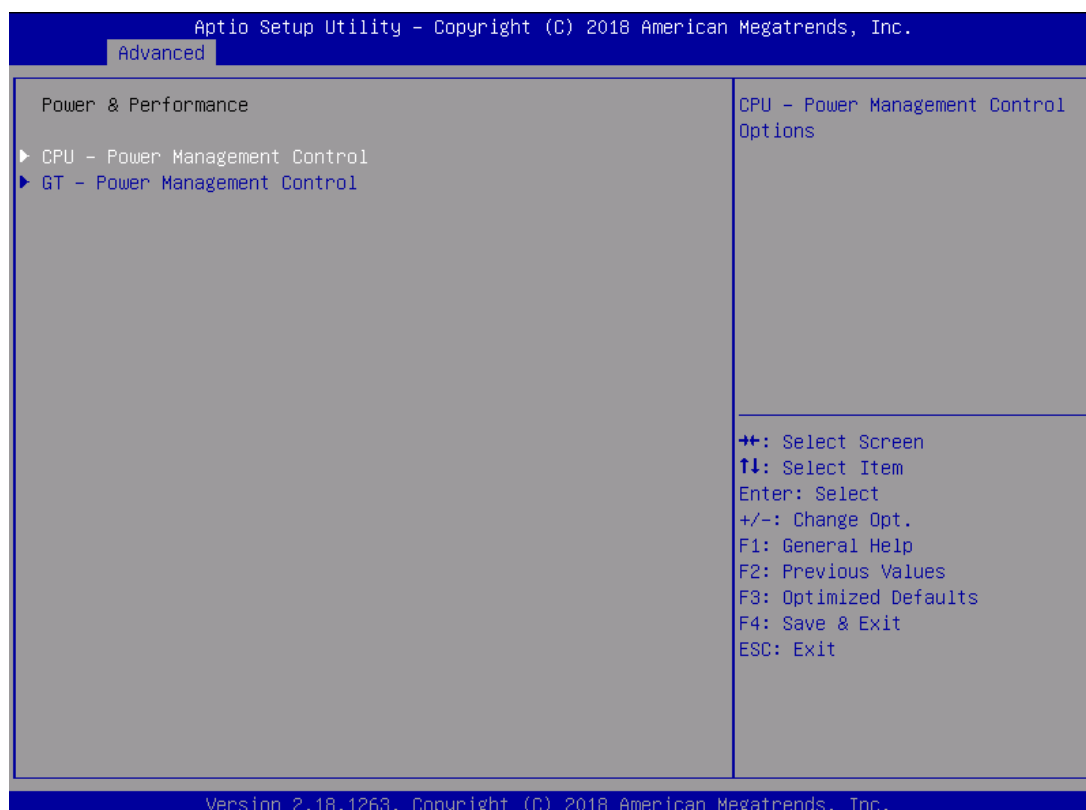 Aptio Setup Utility – Copyright (C) 2018 American Megatrends, Inc.
Advanced
Power & Performance
▶ CPU – Power Management Control
▶ GT – Power Management Control
CPU – Power Management Control
Options
→←: Select Screen
↑↓: Select Item
Enter: Select
+/-: Change Opt.
F1: General Help
F2: Previous Values
F3: Optimized Defaults
F4: Save & Exit
ESC: Exit
Version 2.18.1263. Copyright (C) 2018 American Megatrends, Inc.